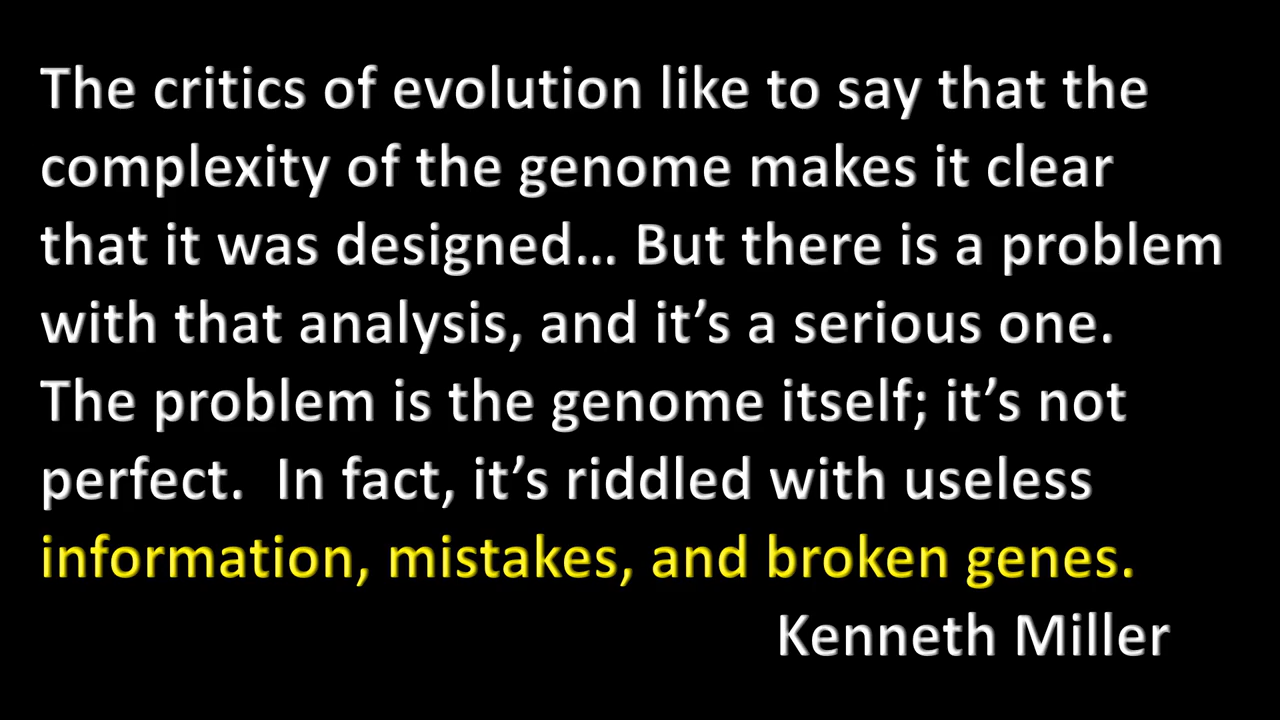 The critics of evolution like to say that the
complexity of the genome makes it clear
that it was designed… But there is a problem
with that analysis, and it’s a serious one.
The problem is the genome itself; it’s not
perfect.  In fact, it’s riddled with useless
information, mistakes, and broken genes.
Kenneth Miller